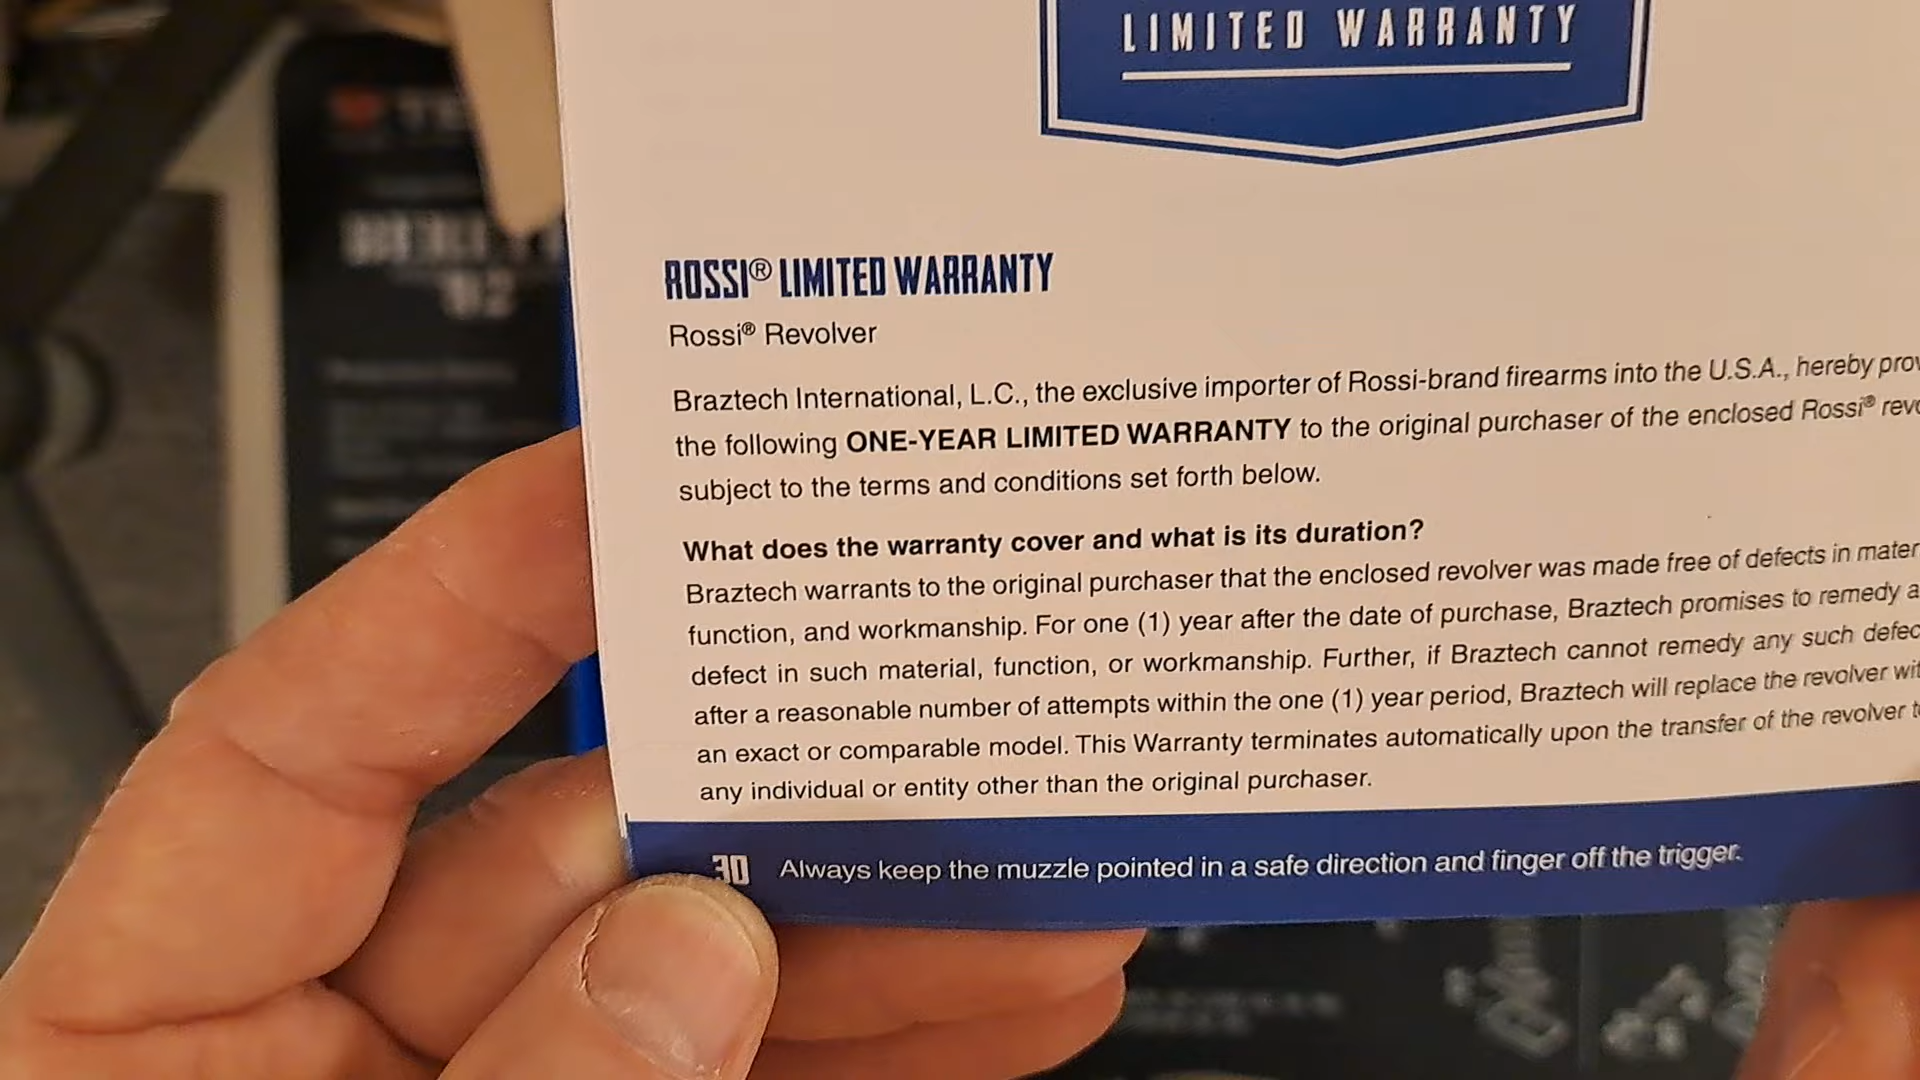 LIMITED WARRANTY
ROSSI® LIMITED WARRANTY
Rossi® Revolver
Braztech International, L.C., the exclusive importer of Rossi-brand firearms into the U.S.A., hereby
the following ONE-YEAR LIMITED WARRANTY to the original purchaser of the enclosed Rossi®
subject to the terms and conditions set forth below.
What does the warranty cover and what is its duration?
Braztech warrants to the original purchaser that the enclosed revolver was made free of defects in
function, and workmanship. For one (1) year after the date of purchase, Braztech promises to remedy
defect in such material, function, or workmanship. Further, if Braztech cannot remedy any such
after a reasonable number of attempts within the one (1) year period, Braztech will replace the revolver
an exact or comparable model. This Warranty terminates automatically upon the transfer of the revolver
any individual or entity other than the original purchaser.
30 Always keep the muzzle pointed in a safe direction and finger off the trigger.